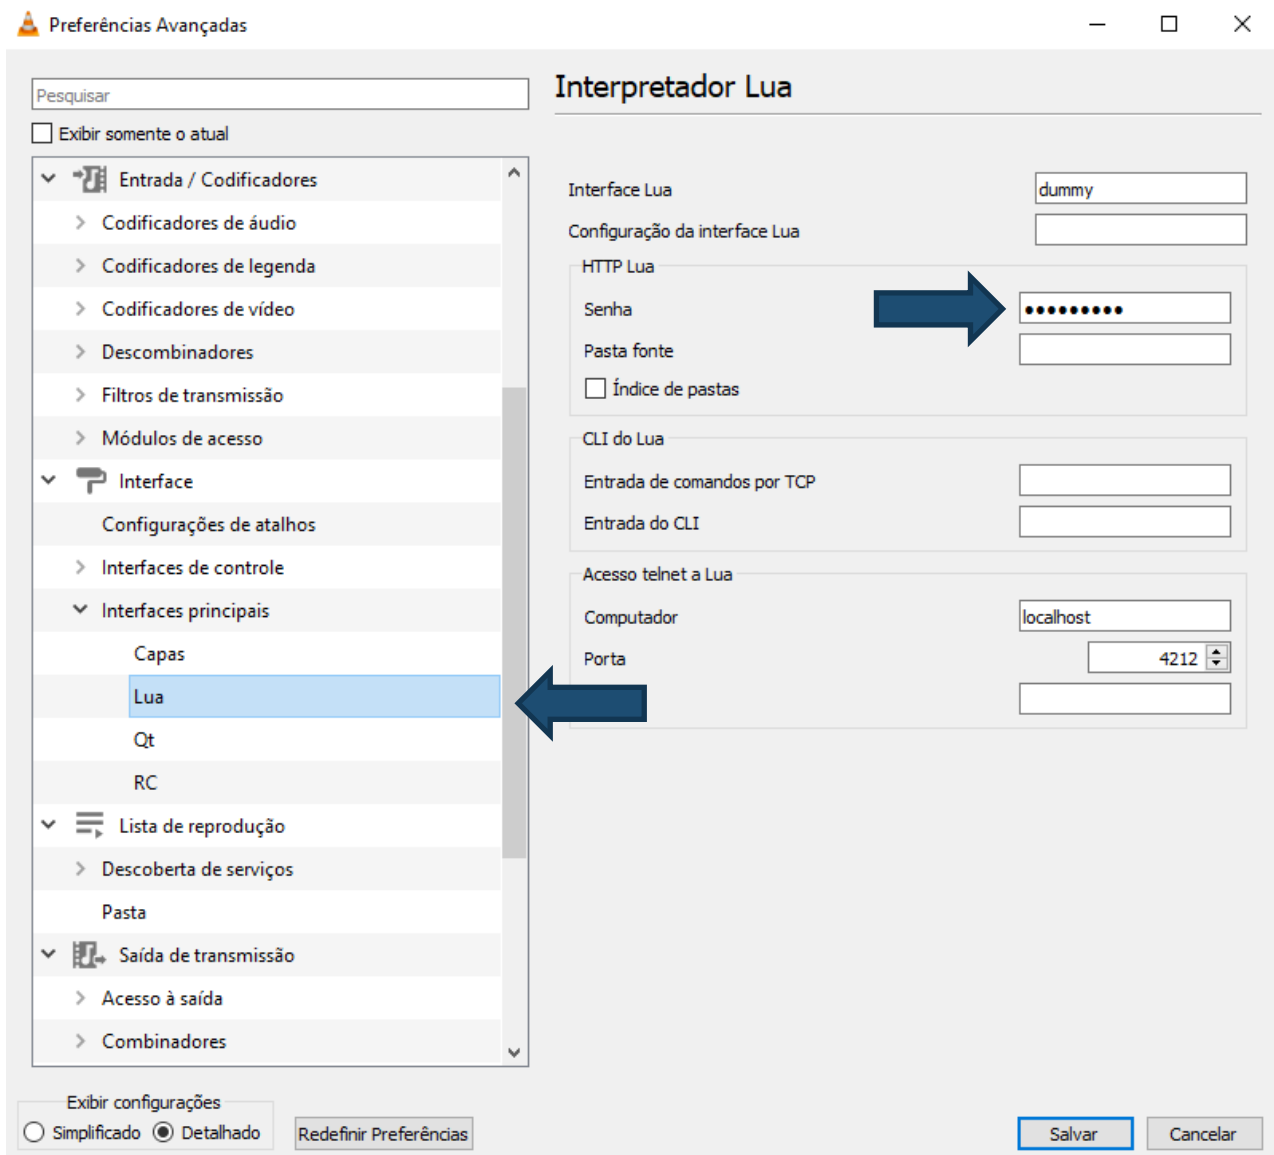 Preferências Avançadas
Pesquisar
Exibir somente o atual
Entrada / Codificadores
Codificadores de áudio
Codificadores de legenda
Codificadores de vídeo
Descombinadores
Filtros de transmissão
Módulos de acesso
Interface
Configurações de atalhos
Interfaces de controle
Interfaces principais
Capas
Lua
Qt
RC
Lista de reprodução
Descoberta de serviços
Pasta
Saída de transmissão
Acesso à saída
Combinadores
Exibir configurações
Simplificado Detalhado
Redefinir Preferências
Interpretador Lua
Interface Lua dummy
Configuração da interface Lua
HTTP Lua
Senha •••••••••
Pasta fonte
Índice de pastas
CLI do Lua
Entrada de comandos por TCP
Entrada do CLI
Acesso telnet a Lua
Computador localhost
Porta 4212
Salvar Cancelar